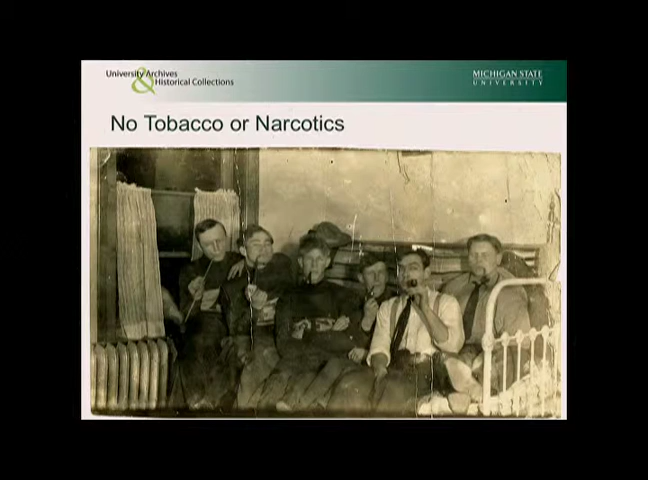 University Archives
& Historical Collections
MICHIGAN STATE
UNIVERSITY
No Tobacco or Narcotics